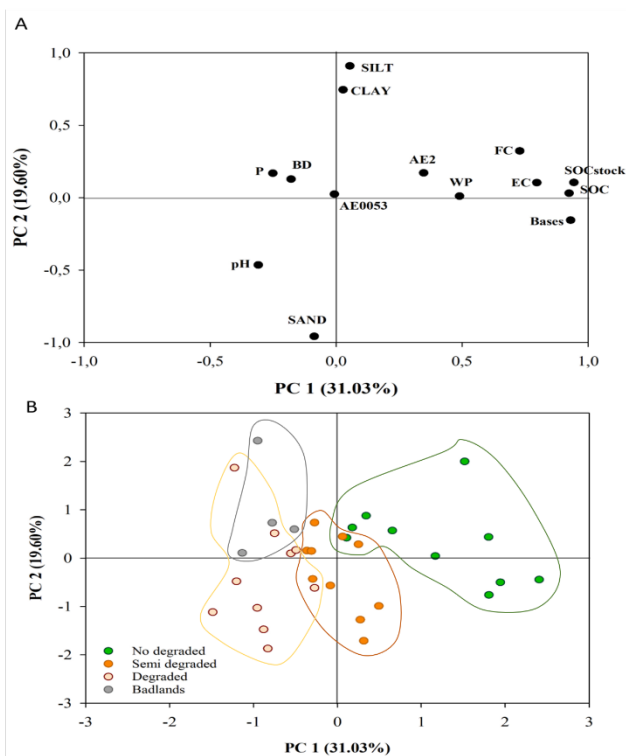 A
1,0
SILT
CLAY
0,5
FC
P
BD
AE2
SOCstock
EC
WP
SOC
0,0
AE0053
Bases
pH
-0,5
SAND
-1,0
-1,0
-0,5
0,0
0,5
1,0
PC 2 (19.60%)
PC 1 (31.03%)
B
3
2
1
0
-1
-2
-3
PC 2 (19.60%)
No degraded
Semi degraded
Degraded
Badlands
-3
-2
-1
0
1
2
3
PC 1 (31.03%)